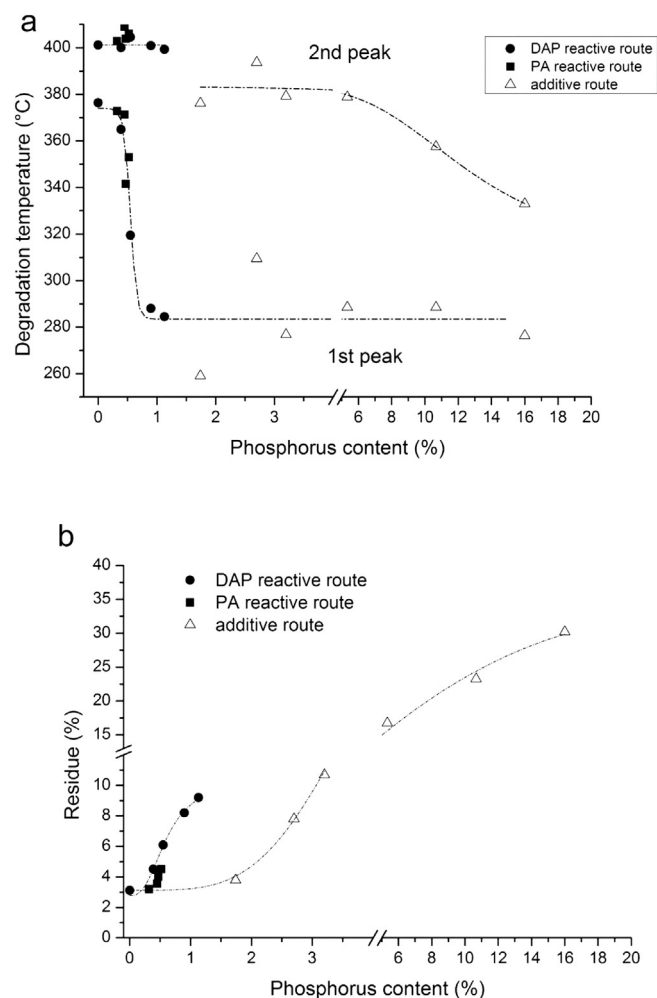 a
2nd peak
DAP reactive route
PA reactive route
additive route
400
380
360
340
320
300
280
260
Degradation temperature (°C)
1st peak
0 1 2 3 6 8 10 12 14 16 18 20
Phosphorus content (%)
b
DAP reactive route
PA reactive route
additive route
40
35
30
25
20
15
10
8
6
4
2
0
Residue (%)
0 1 2 3 6 8 10 12 14 16 18 20
Phosphorus content (%)